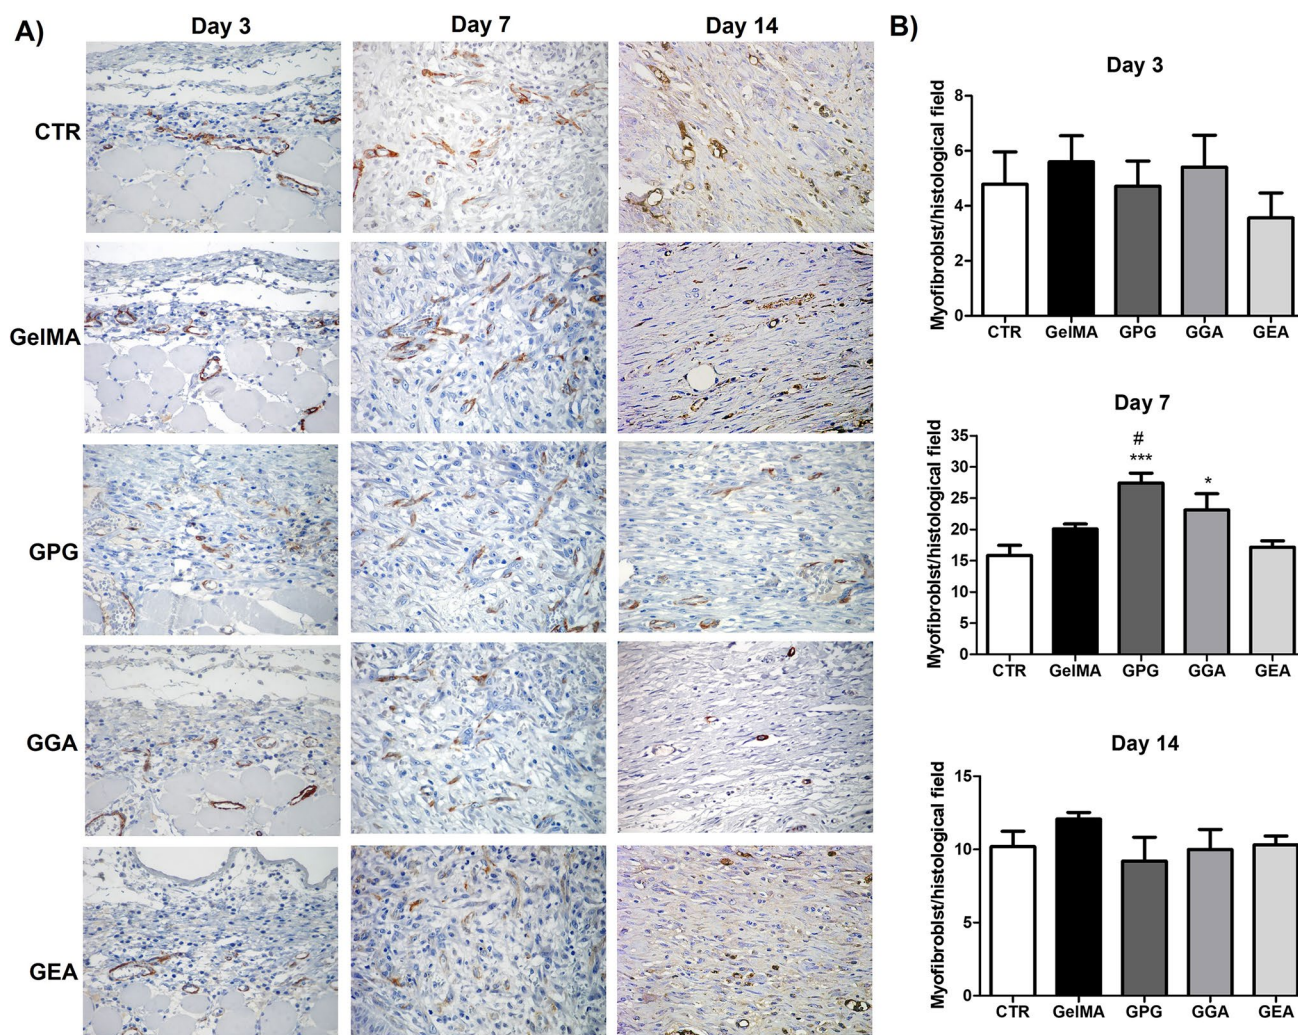 A)
Day 3
Day 7
Day 14
CTR
GelMA
GPG
GGA
GEA
B)
Day 3
Myofibroblst/histological field
8
6
4
2
0
CTR GelMA GPG GGA GEA
Day 7
Myofibroblst/histological field
35
30
25
20
15
10
5
0
#
***
*
CTR GelMA GPG GGA GEA
Day 14
Myofibroblst/histological field
15
10
5
0
CTR GelMA GPG GGA GEA